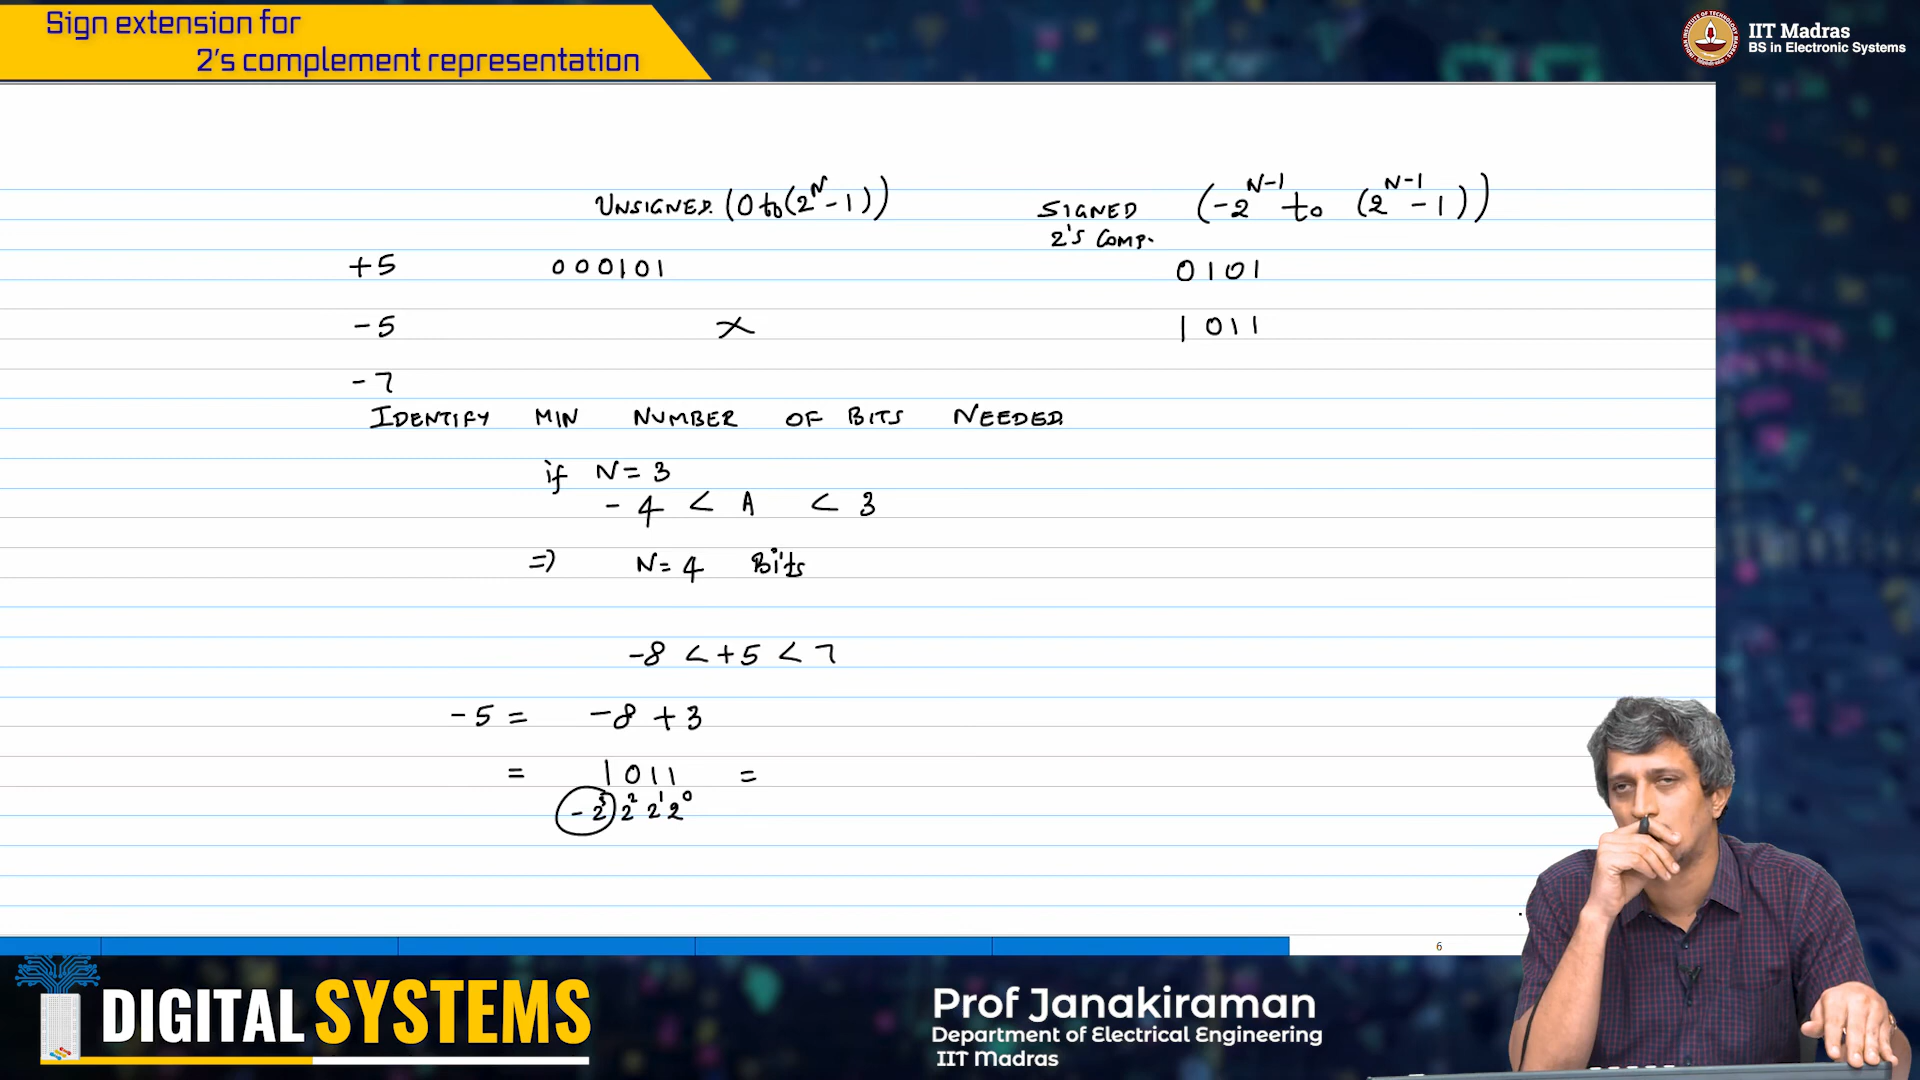 Sign extension for
2's complement representation
IIT Madras
BS in Electronic Systems
UNSIGNED. (0 to (2^N - 1))
SIGNED (-2^{N-1} to (2^{N-1} - 1))
2's COMP.
+5 000101 0101
-5 x 1011
-7
IDENTIFY MIN NUMBER OF BITS NEEDED
if N = 3
-4 < A < 3
=> N = 4 Bits
-8 < +5 < 7
-5 = -8 + 3
= 1011 =
-2^3 2^2 2^1 2^0
6
DIGITAL SYSTEMS
Prof Janakiraman
Department of Electrical Engineering
IIT Madras